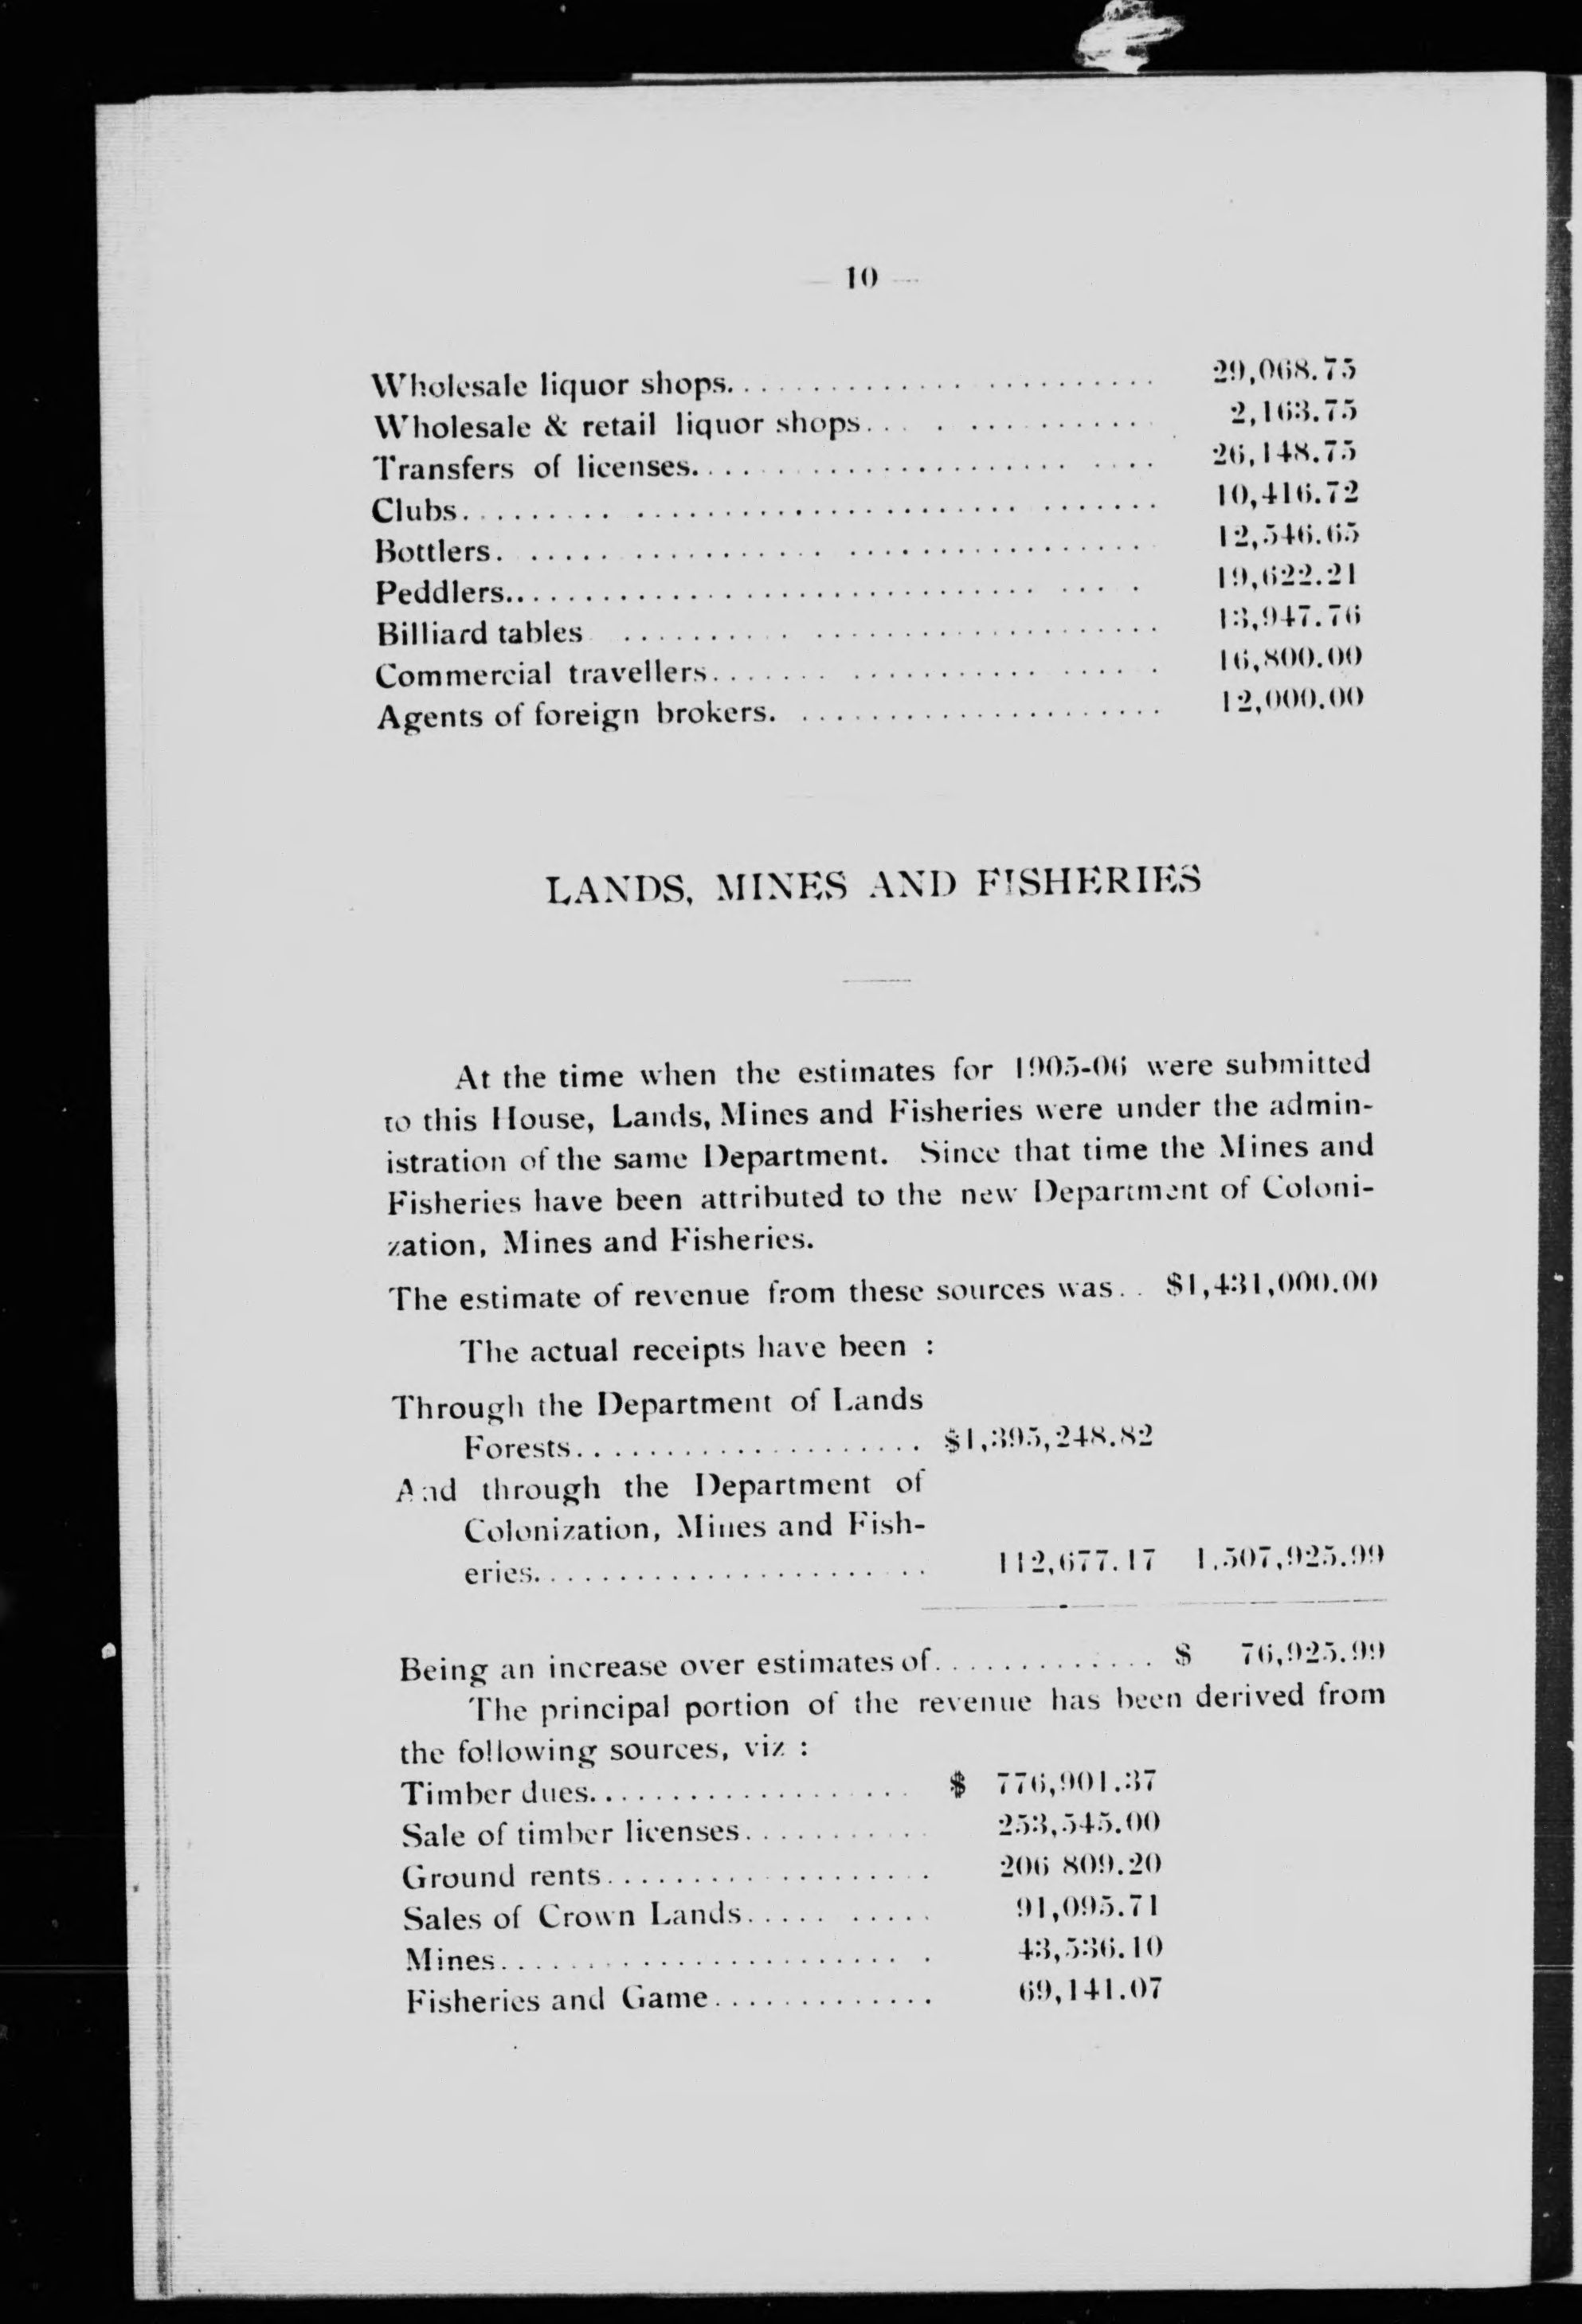 — 10 —
Wholesale liquor shops........................ 29,068.75
Wholesale & retail liquor shops................ 2,163.75
Transfers of licenses........................ 26,148.75
Clubs........................ 10,416.72
Bottlers........................ 12,546.65
Peddlers........................ 19,622.21
Billiard tables ........................ 13,947.76
Commercial travellers........................ 16,800.00
Agents of foreign brokers........................ 12,000.00
LANDS, MINES AND FISHERIES
At the time when the estimates for 1905-06 were submitted
to this House, Lands, Mines and Fisheries were under the admin-
istration of the same Department. Since that time the Mines and
Fisheries have been attributed to the new Department of Coloni-
zation, Mines and Fisheries.
The estimate of revenue from these sources was.. $1,431,000.00
The actual receipts have been :
Through the Department of Lands
Forests.................... $1,395,248.82
And through the Department of
Colonization, Mines and Fish-
eries........................ 112,677.17 1,507,925.99
Being an increase over estimates of.............. $ 76,925.99
The principal portion of the revenue has been derived from
the following sources, viz :
Timber dues................... $ 776,901.37
Sale of timber licenses........... 253,545.00
Ground rents................... 206 809.20
Sales of Crown Lands........... 91,095.71
Mines........................ 43,536.10
Fisheries and Game............. 69,141.07